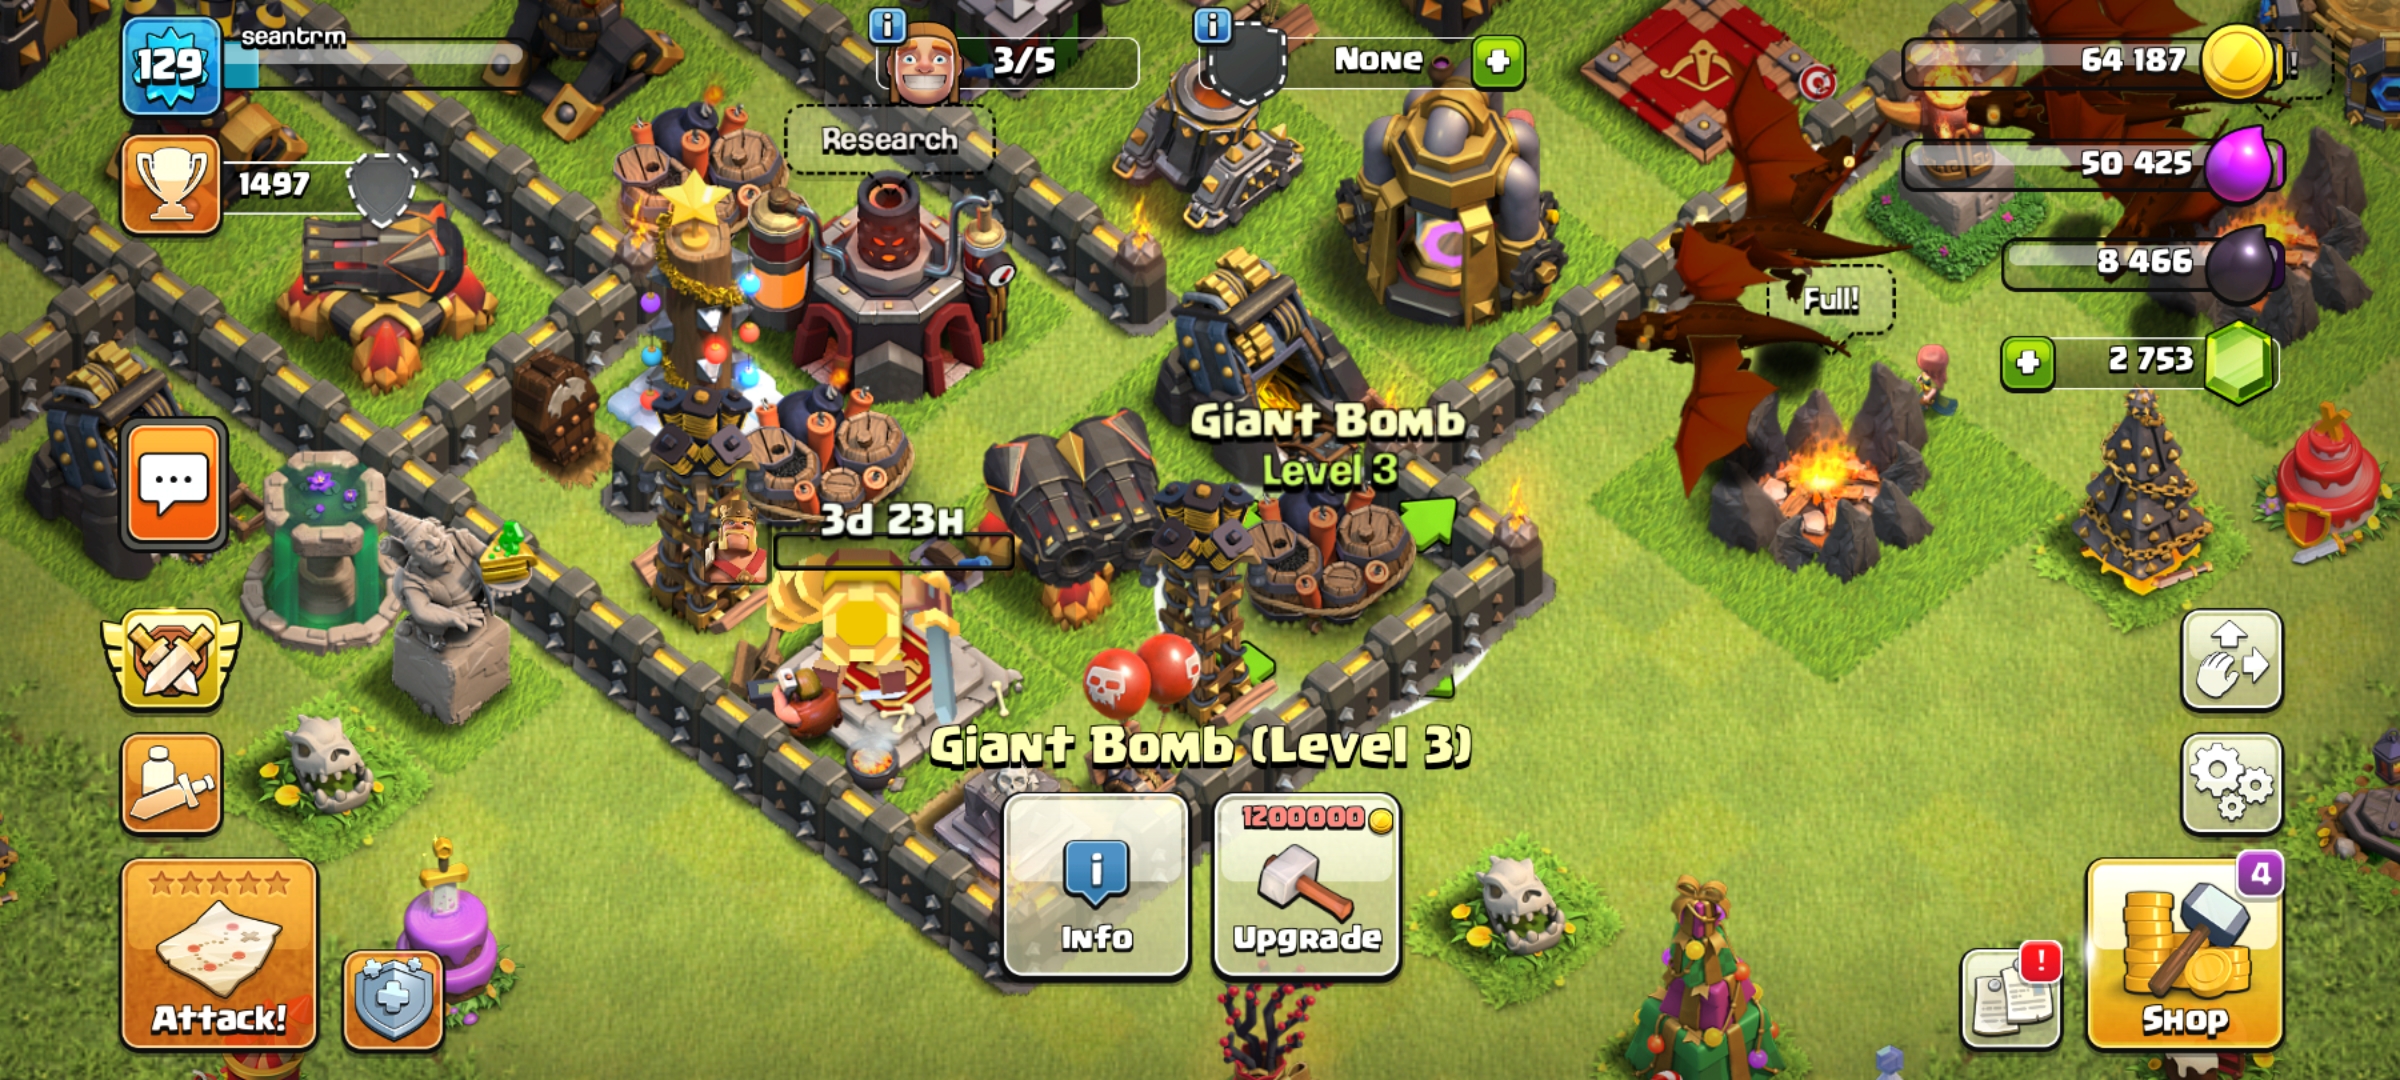 129
seantrm
3/5
None
64 187
Research
1497
50 425
8 466
Full!
2 753
Giant Bomb
Level 3
3d 23H
Giant Bomb (Level 3)
1200000
Info
Upgrade
Attack!
4
!
Shop